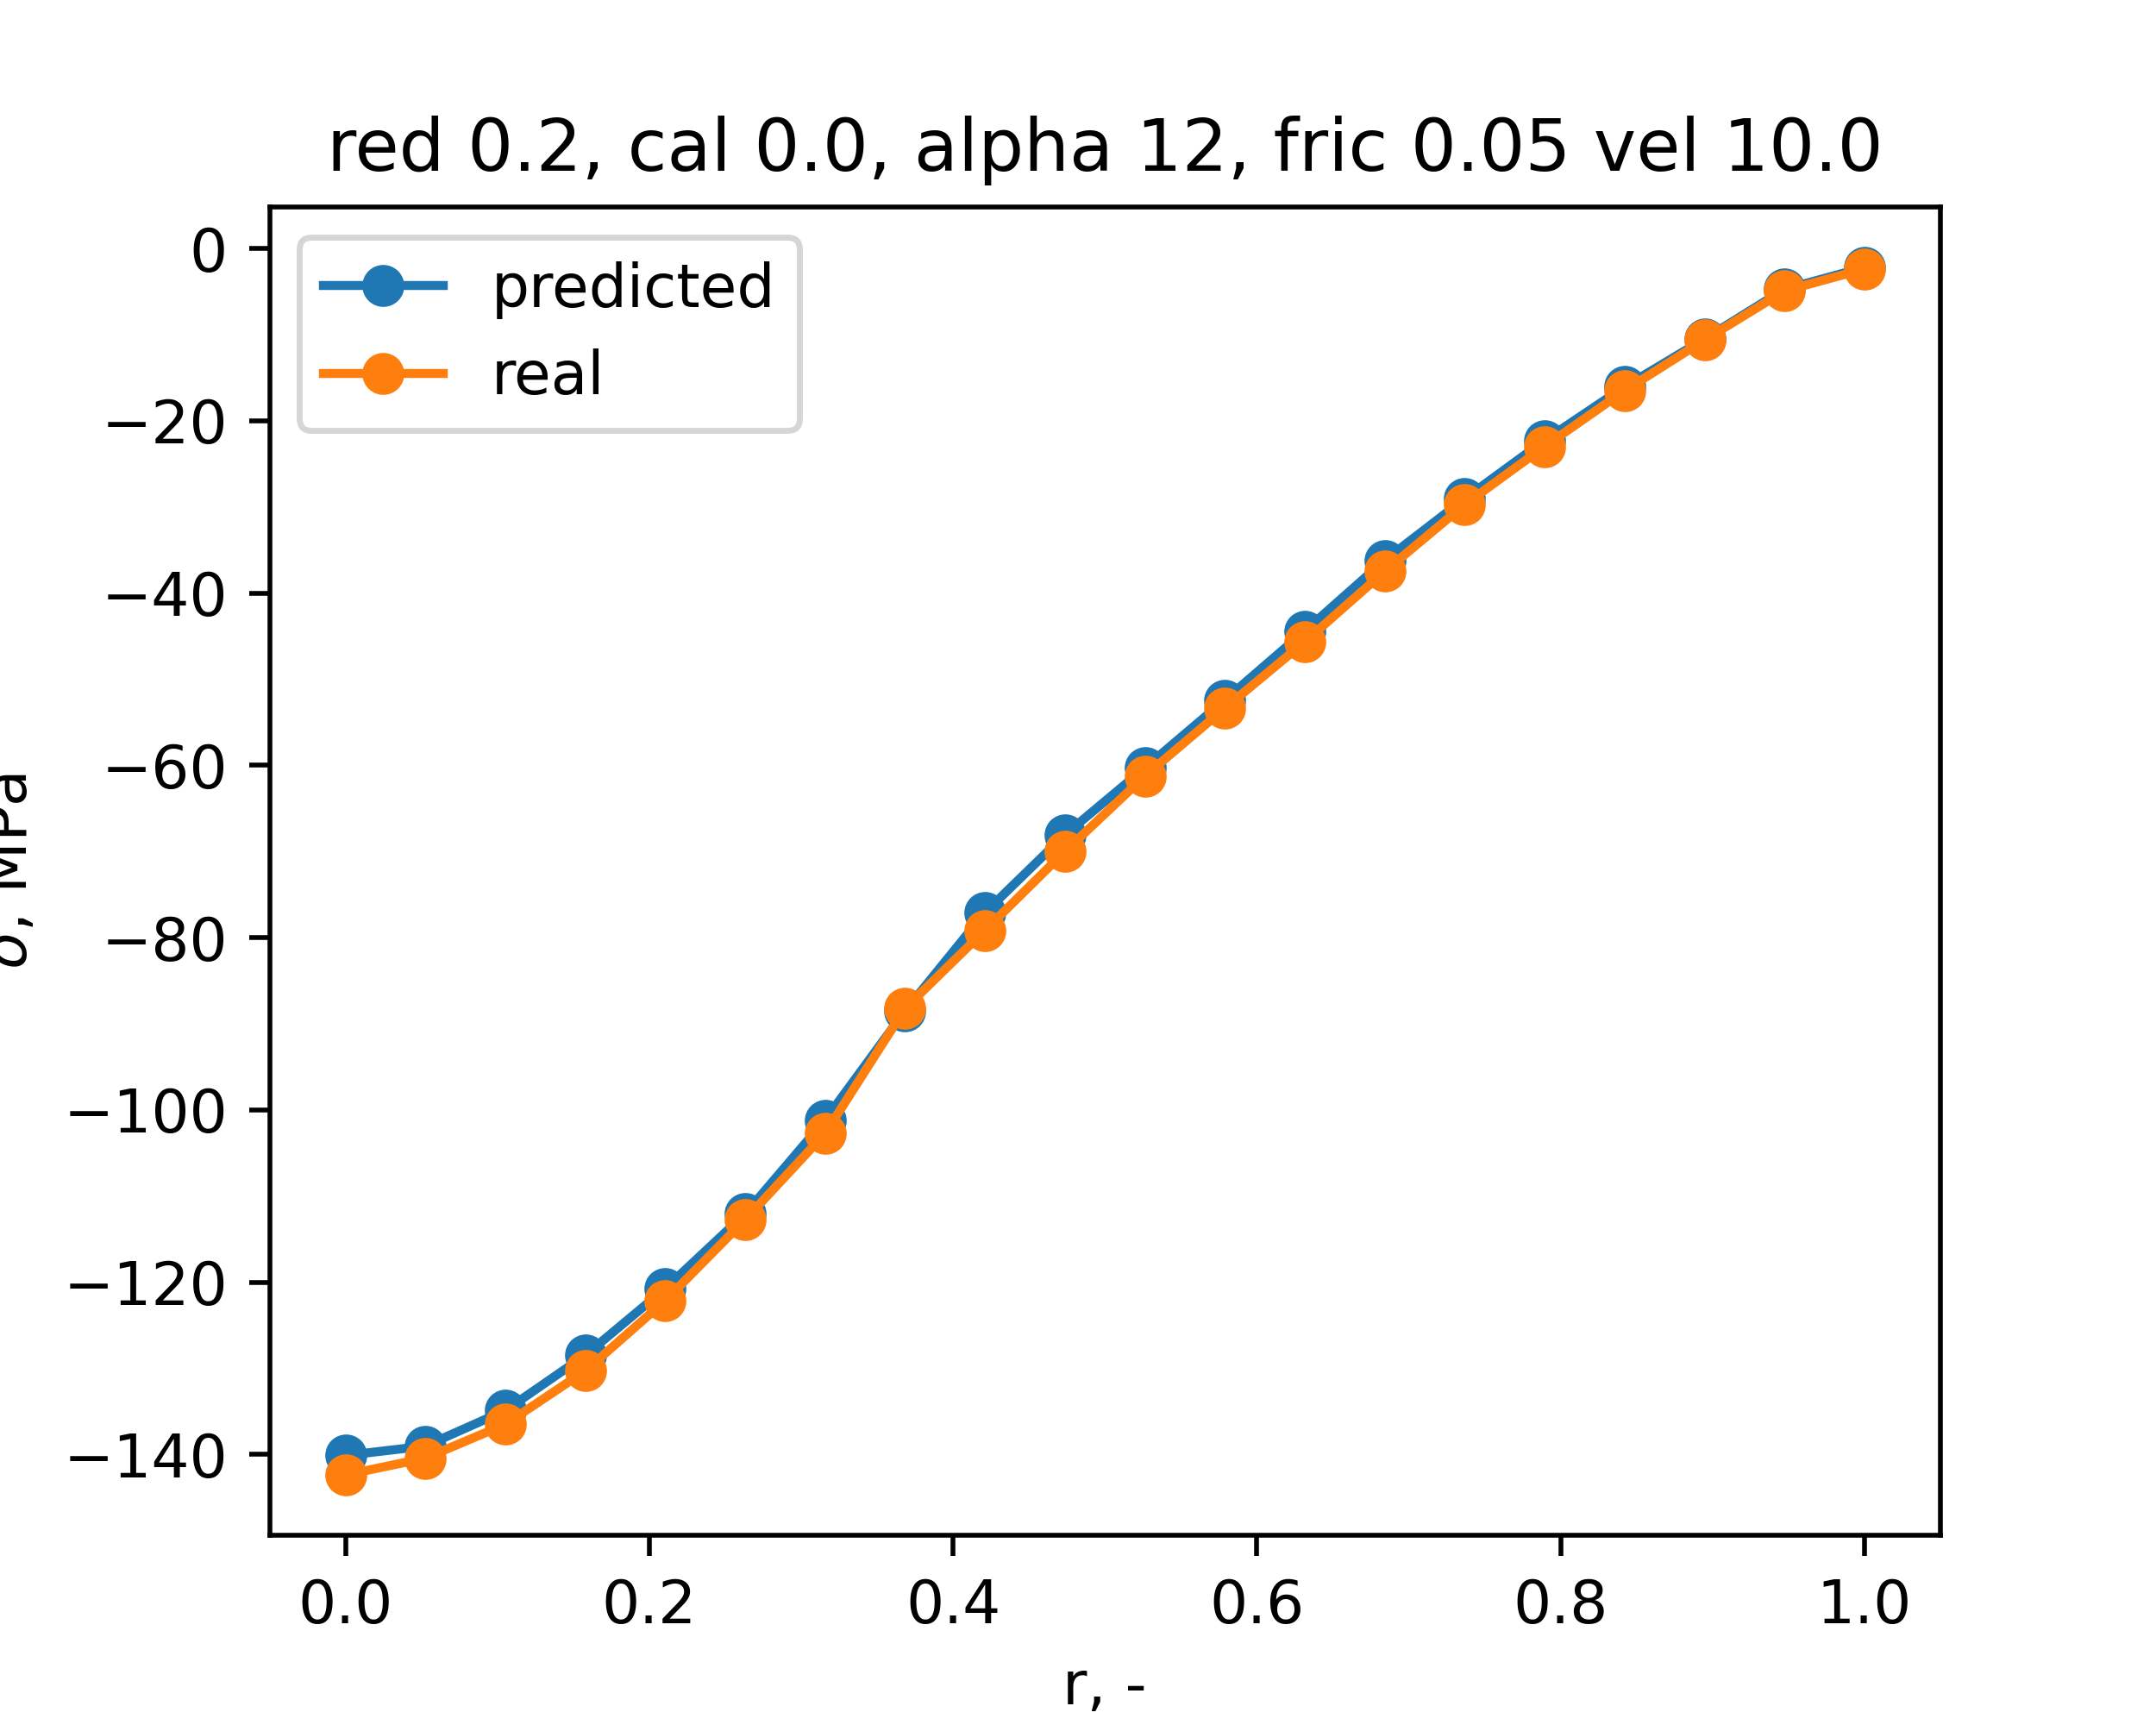 red 0.2, cal 0.0, alpha 12, fric 0.05 vel 10.0
predicted
real
0
−20
−40
−60
−80
−100
−120
−140
σ, MPa
0.0 0.2 0.4 0.6 0.8 1.0
r, -